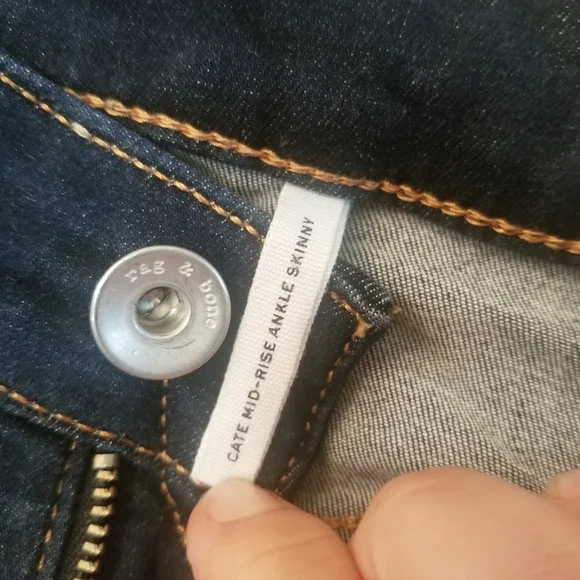 rag & bone
CATE MID-RISE ANKLE SKINNY